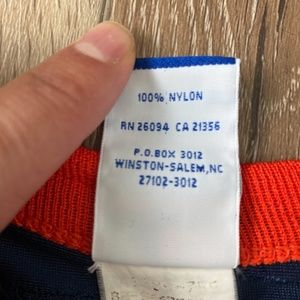 100% NYLON
RN 26094 CA 21356
P.O.BOX 3012
WINSTON-SALEM,NC
27102-3012